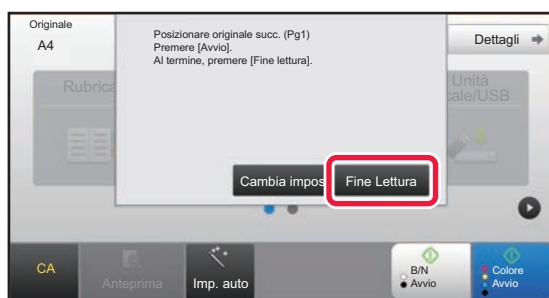 Originale
A4
Posizionare originale succ. (Pg1)
Premere [Avvio].
Al termine, premere [Fine lettura].
Dettagli
Rubrica
Unità
cale/USB
Cambia impos
Fine Lettura
CA
Anteprima
Imp. auto
B/N
Avvio
Colore
Avvio